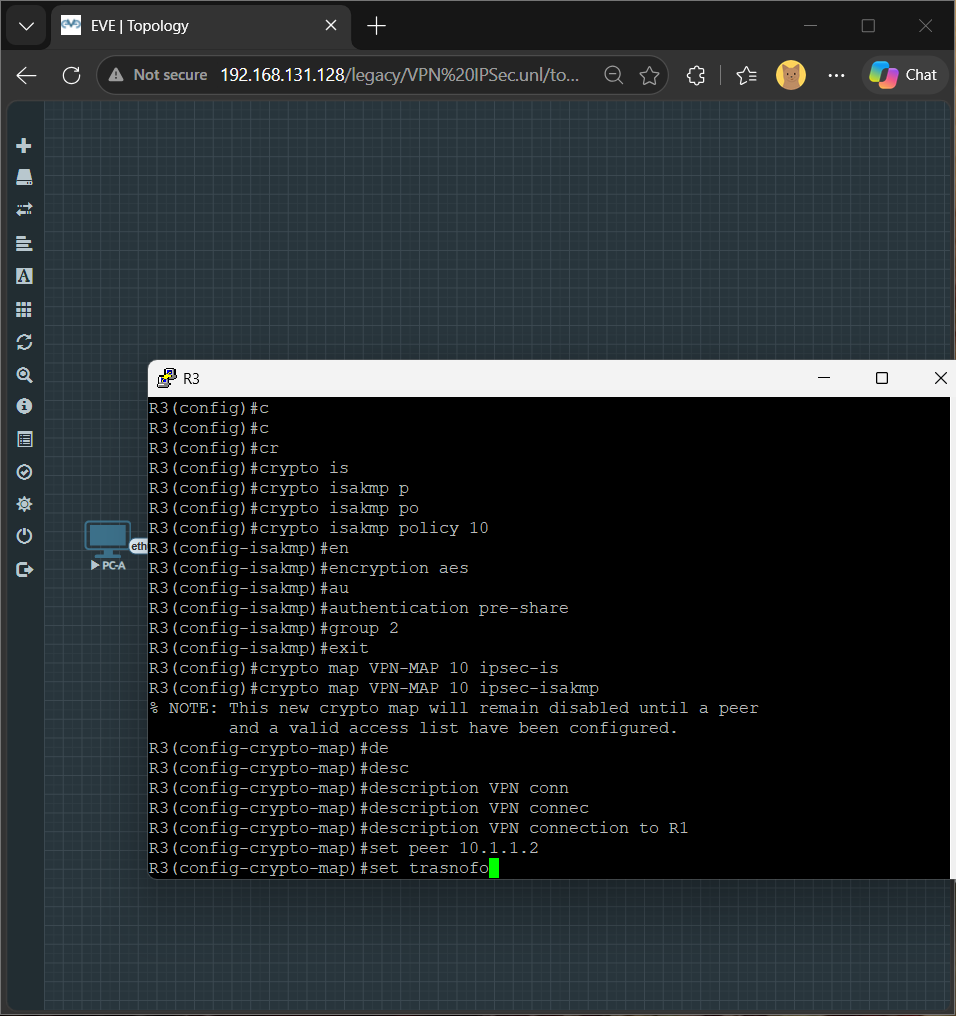 EVE | Topology
Not secure 192.168.131.128/legacy/VPN%20IPSec.unl/to...
Chat
A
R3
R3(config)#c
R3(config)#c
R3(config)#cr
R3(config)#crypto is
R3(config)#crypto isakmp p
R3(config)#crypto isakmp po
R3(config)#crypto isakmp policy 10
R3(config-isakmp)#en
R3(config-isakmp)#encryption aes
R3(config-isakmp)#au
R3(config-isakmp)#authentication pre-share
R3(config-isakmp)#group 2
R3(config-isakmp)#exit
R3(config)#crypto map VPN-MAP 10 ipsec-is
R3(config)#crypto map VPN-MAP 10 ipsec-isakmp
% NOTE: This new crypto map will remain disabled until a peer
and a valid access list have been configured.
R3(config-crypto-map)#de
R3(config-crypto-map)#desc
R3(config-crypto-map)#description VPN conn
R3(config-crypto-map)#description VPN connec
R3(config-crypto-map)#description VPN connection to R1
R3(config-crypto-map)#set peer 10.1.1.2
R3(config-crypto-map)#set trasnofo
eth
PC-A